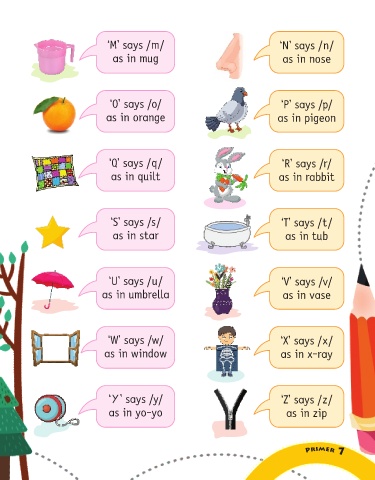 'M' says /m/
as in mug
'N' says /n/
as in nose
'O' says /o/
as in orange
'P' says /p/
as in pigeon
'Q' says /q/
as in quilt
'R' says /r/
as in rabbit
'S' says /s/
as in star
'T' says /t/
as in tub
'U' says /u/
as in umbrella
'V' says /v/
as in vase
'W' says /w/
as in window
'X' says /x/
as in x-ray
'Y' says /y/
as in yo-yo
'Z' says /z/
as in zip
PRIMER 7